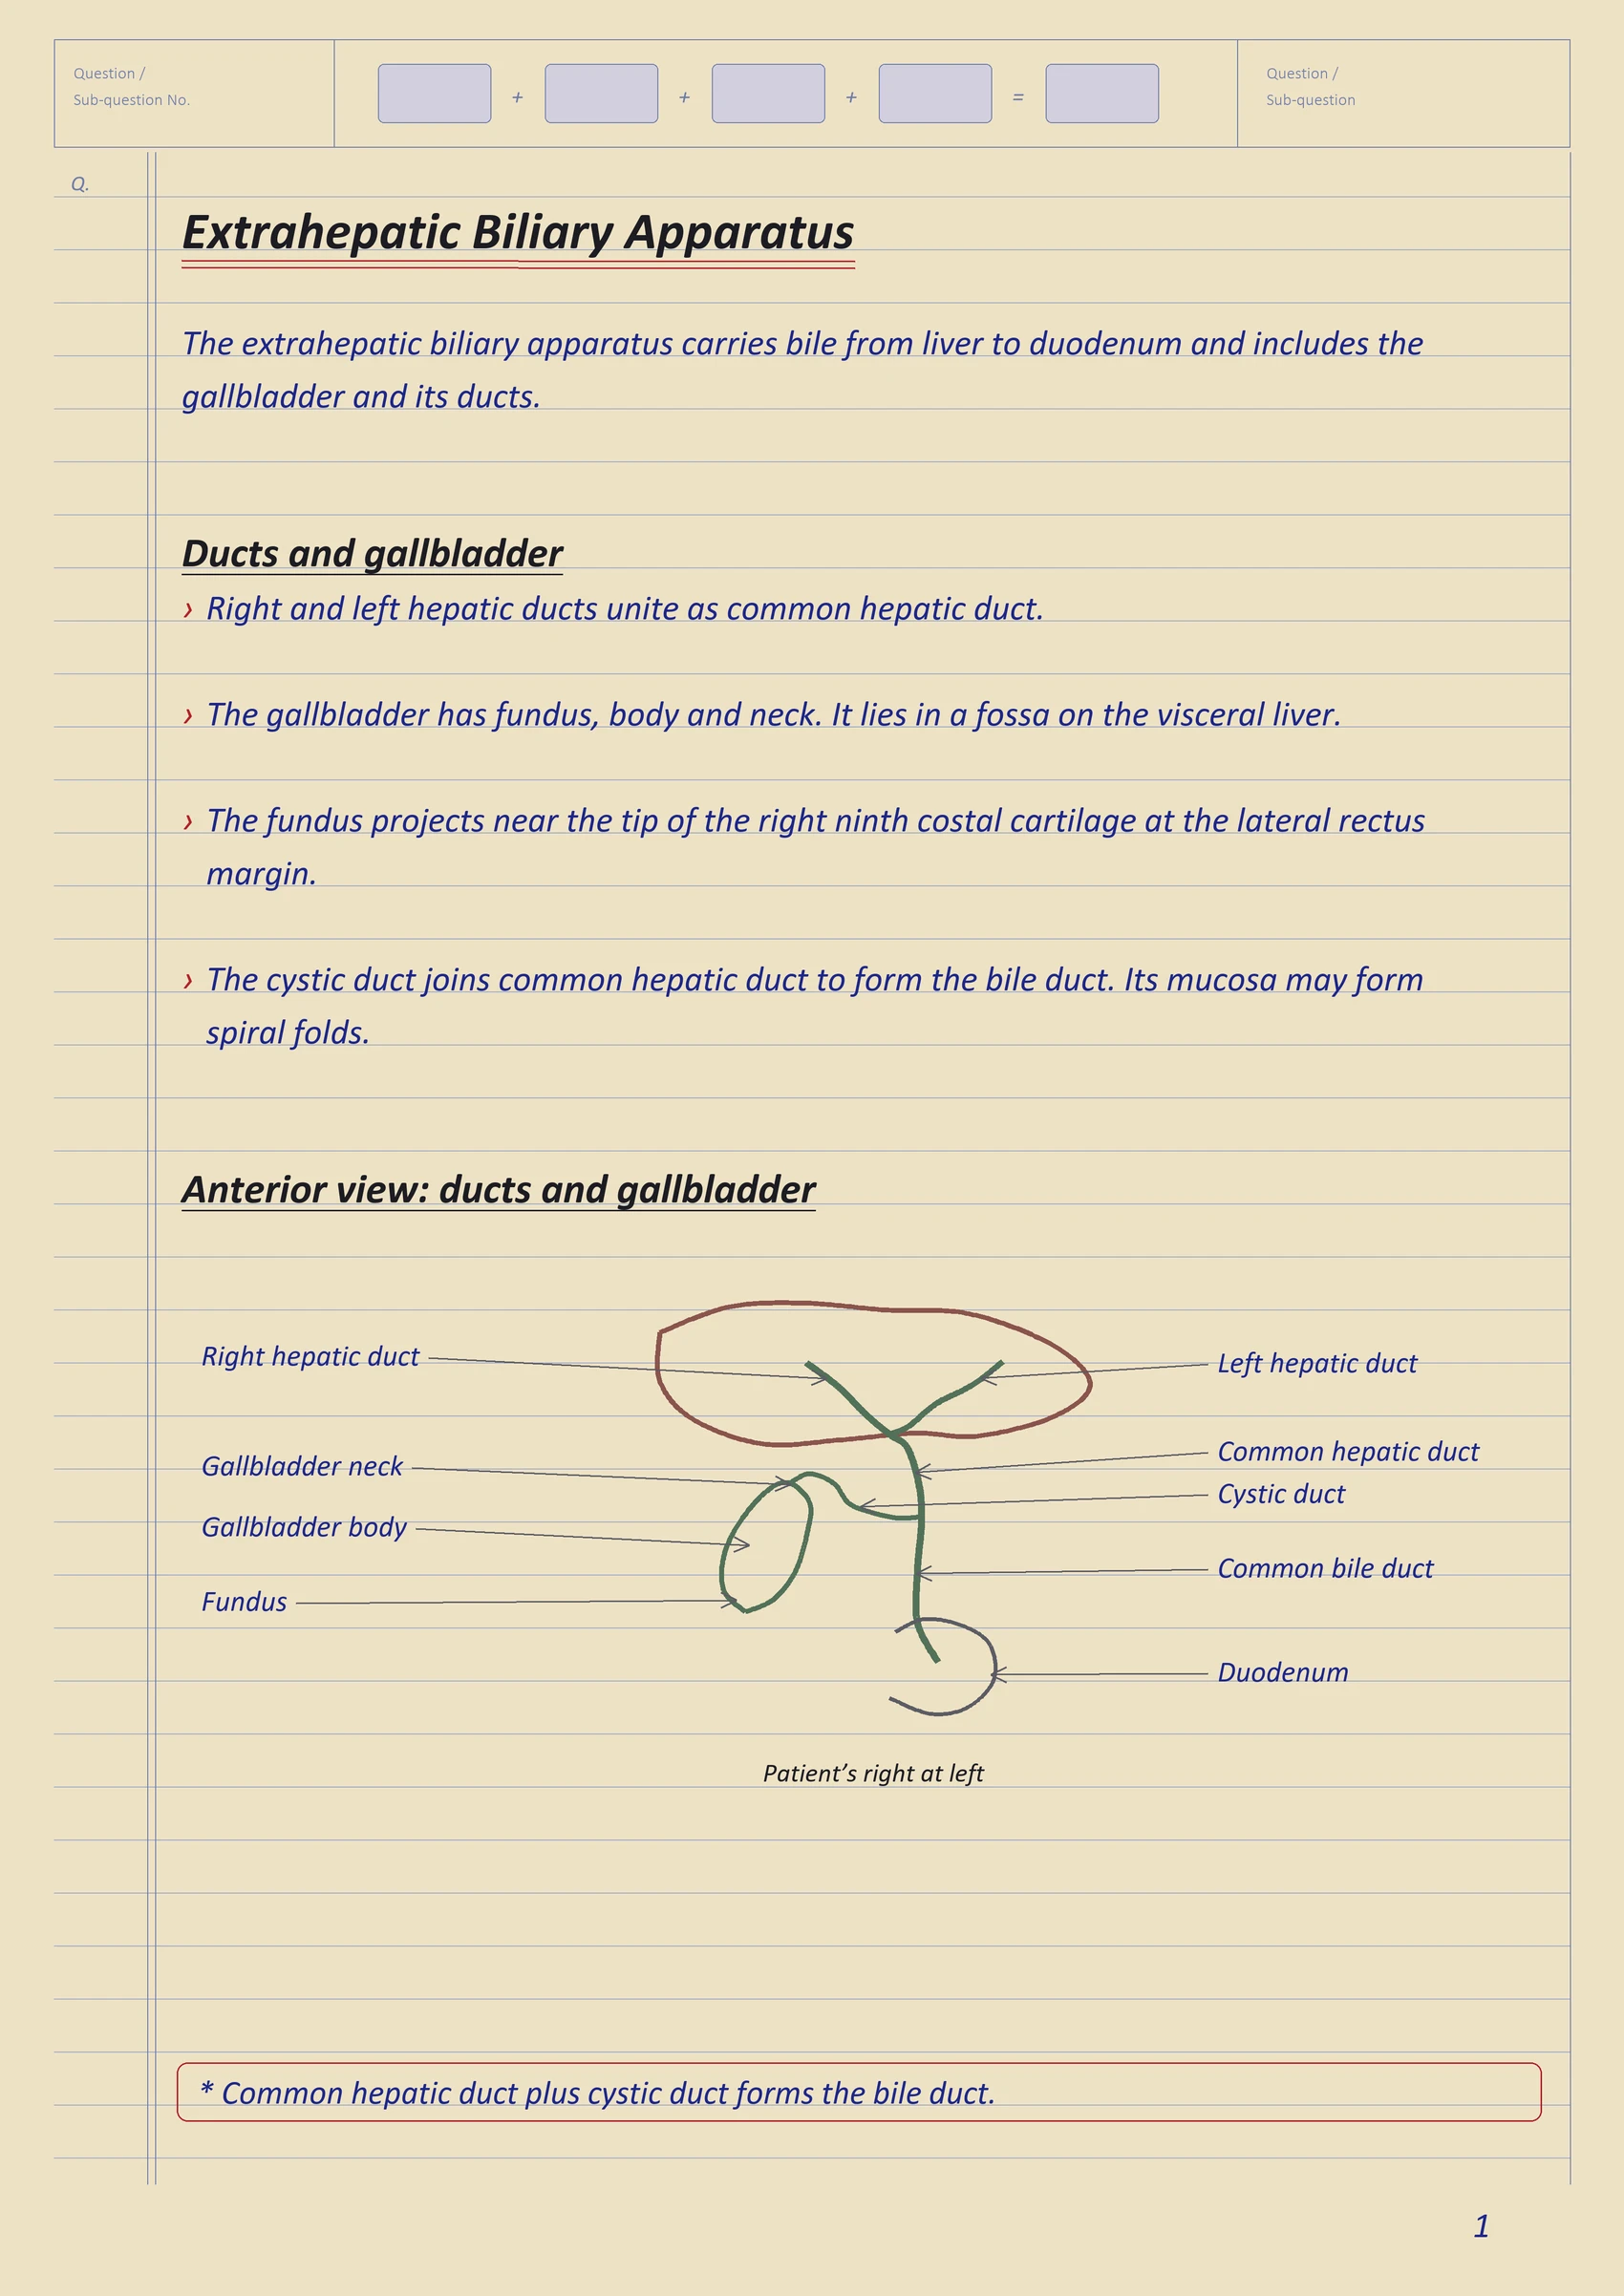 Question /
Sub-question No.
+ + + =
Question /
Sub-question
Q.
Extrahepatic Biliary Apparatus
The extrahepatic biliary apparatus carries bile from liver to duodenum and includes the
gallbladder and its ducts.
Ducts and gallbladder
› Right and left hepatic ducts unite as common hepatic duct.
› The gallbladder has fundus, body and neck. It lies in a fossa on the visceral liver.
› The fundus projects near the tip of the right ninth costal cartilage at the lateral rectus
margin.
› The cystic duct joins common hepatic duct to form the bile duct. Its mucosa may form
spiral folds.
Anterior view: ducts and gallbladder
Right hepatic duct
Left hepatic duct
Common hepatic duct
Gallbladder neck
Cystic duct
Gallbladder body
Common bile duct
Fundus
Duodenum
Patient’s right at left
* Common hepatic duct plus cystic duct forms the bile duct.
1